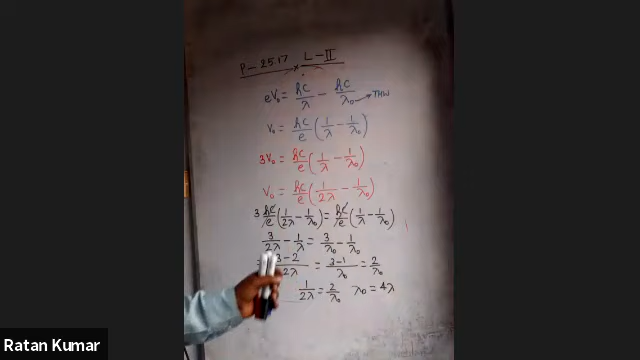 P-2517 L-II
eV₀ = hc/λ - hc/λ₀ → THW
V₀ = hc/e (1/λ - 1/λ₀)
3V₀ = hc/e (1/λ - 1/λ₀)
V₀ = hc/e (1/2λ - 1/λ₀)
3 hc/e (1/2λ - 1/λ₀) = hc/e (1/λ - 1/λ₀)
3/2λ - 1/λ = 3/λ₀ - 1/λ₀
= 3-2/2λ = 3-1/λ₀ = 2/λ₀
1/2λ = 2/λ₀ λ₀ = 4λ
Ratan Kumar